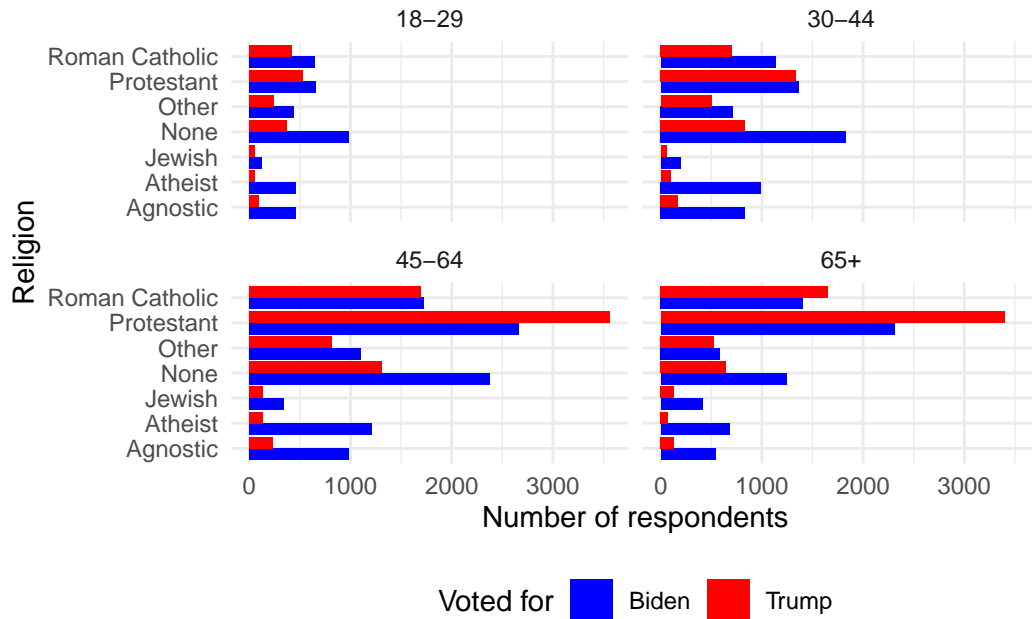 18−29
30−44
Roman Catholic
Protestant
Other
None
Jewish
Atheist
Agnostic
45−64
65+
Roman Catholic
Protestant
Other
None
Jewish
Atheist
Agnostic
0 1000 2000 3000
0 1000 2000 3000
Religion
Number of respondents
Voted for Biden Trump